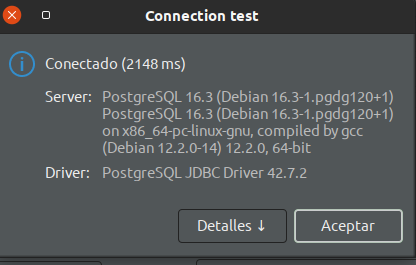 Connection test
Conectado (2148 ms)
Server: PostgreSQL 16.3 (Debian 16.3-1.pgdg120+1)
PostgreSQL 16.3 (Debian 16.3-1.pgdg120+1)
on x86_64-pc-linux-gnu, compiled by gcc
(Debian 12.2.0-14) 12.2.0, 64-bit
Driver: PostgreSQL JDBC Driver 42.7.2
Detalles ↓ Aceptar